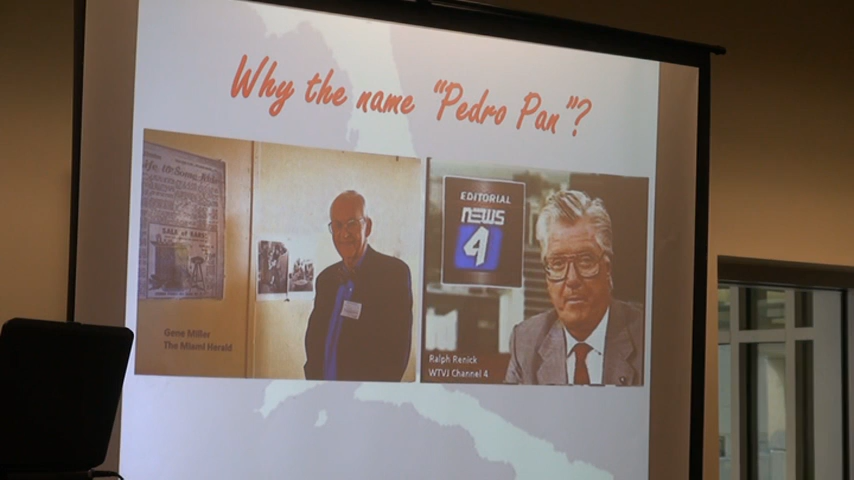 Why the name “Pedro Pan”?
Gene Miller
The Miami Herald
EDITORIAL
NEWS
4
Ralph Renick
WTVJ Channel 4